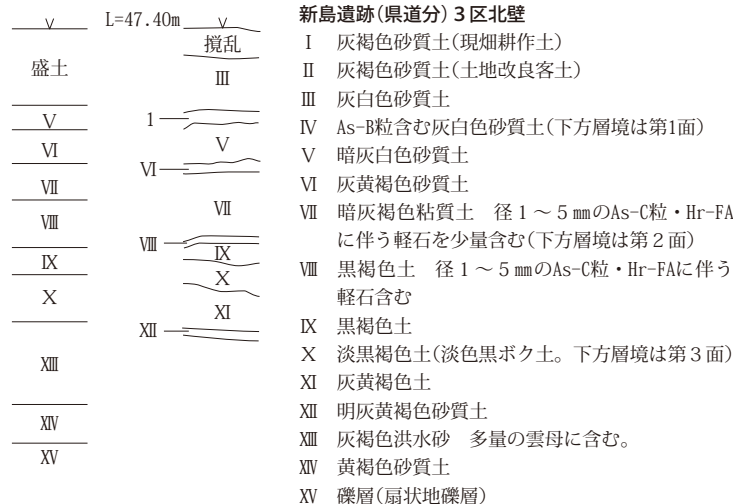 L=47.40m
盛土
Ⅴ
Ⅵ
Ⅶ
Ⅷ
Ⅸ
Ⅹ
ⅩⅢ
ⅩⅣ
ⅩⅤ
撹乱
Ⅲ
1
Ⅴ
Ⅵ
Ⅶ
Ⅷ
Ⅸ
Ⅹ
Ⅺ
Ⅻ
新島遺跡(県道分)3区北壁
Ⅰ 灰褐色砂質土(現畑耕作土)
Ⅱ 灰褐色砂質土(土地改良客土)
Ⅲ 灰白色砂質土
Ⅳ As-B粒含む灰白色砂質土(下方層境は第1面)
Ⅴ 暗灰白色砂質土
Ⅵ 灰黄褐色砂質土
Ⅶ 暗灰褐色粘質土 径1～5㎜のAs-C粒・Hr-FA
に伴う軽石を少量含む(下方層境は第2面)
Ⅷ 黒褐色土 径1～5㎜のAs-C粒・Hr-FAに伴う
軽石含む
Ⅸ 黒褐色土
Ⅹ 淡黒褐色土(淡色黒ボク土。下方層境は第3面)
Ⅺ 灰黄褐色土
Ⅻ 明灰黄褐色砂質土
ⅩⅢ 灰褐色洪水砂 多量の雲母に含む。
ⅩⅣ 黄褐色砂質土
ⅩⅤ 礫層(扇状地礫層)